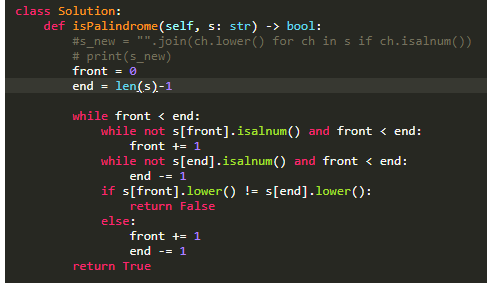 class Solution:
    def isPalindrome(self, s: str) -> bool:
        #s_new = "".join(ch.lower() for ch in s if ch.isalnum())
        # print(s_new)
        front = 0
        end = len(s)-1

        while front < end:
            while not s[front].isalnum() and front < end:
                front += 1
            while not s[end].isalnum() and front < end:
                end -= 1
            if s[front].lower() != s[end].lower():
                return False
            else:
                front += 1
                end -= 1
        return True